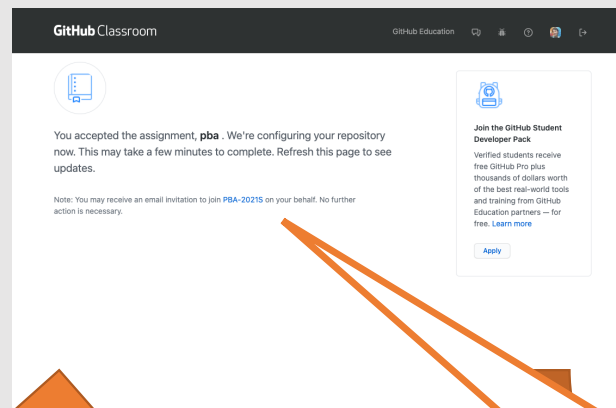 GitHub Classroom
GitHub Education
You accepted the assignment, pba . We're configuring your repository
now. This may take a few minutes to complete. Refresh this page to see
updates.
Note: You may receive an email invitation to join PBA-2021S on your behalf. No further
action is necessary.
Join the GitHub Student
Developer Pack
Verified students receive
free GitHub Pro plus
thousands of dollars worth
of the best real-world tools
and training from GitHub
Education partners — for
free. Learn more
Apply